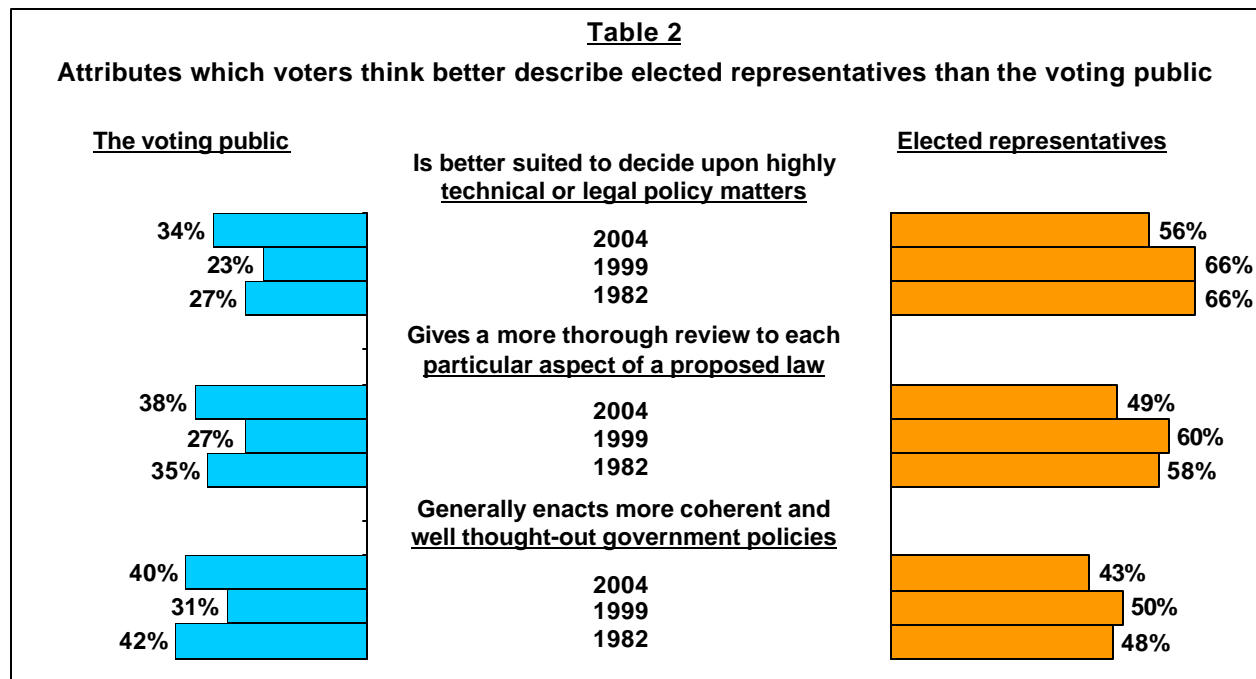 Table 2
Attributes which voters think better describe elected representatives than the voting public
The voting public
Elected representatives
Is better suited to decide upon highly
technical or legal policy matters
34% 2004 56%
23% 1999 66%
27% 1982 66%
Gives a more thorough review to each
particular aspect of a proposed law
38% 2004 49%
27% 1999 60%
35% 1982 58%
Generally enacts more coherent and
well thought-out government policies
40% 2004 43%
31% 1999 50%
42% 1982 48%